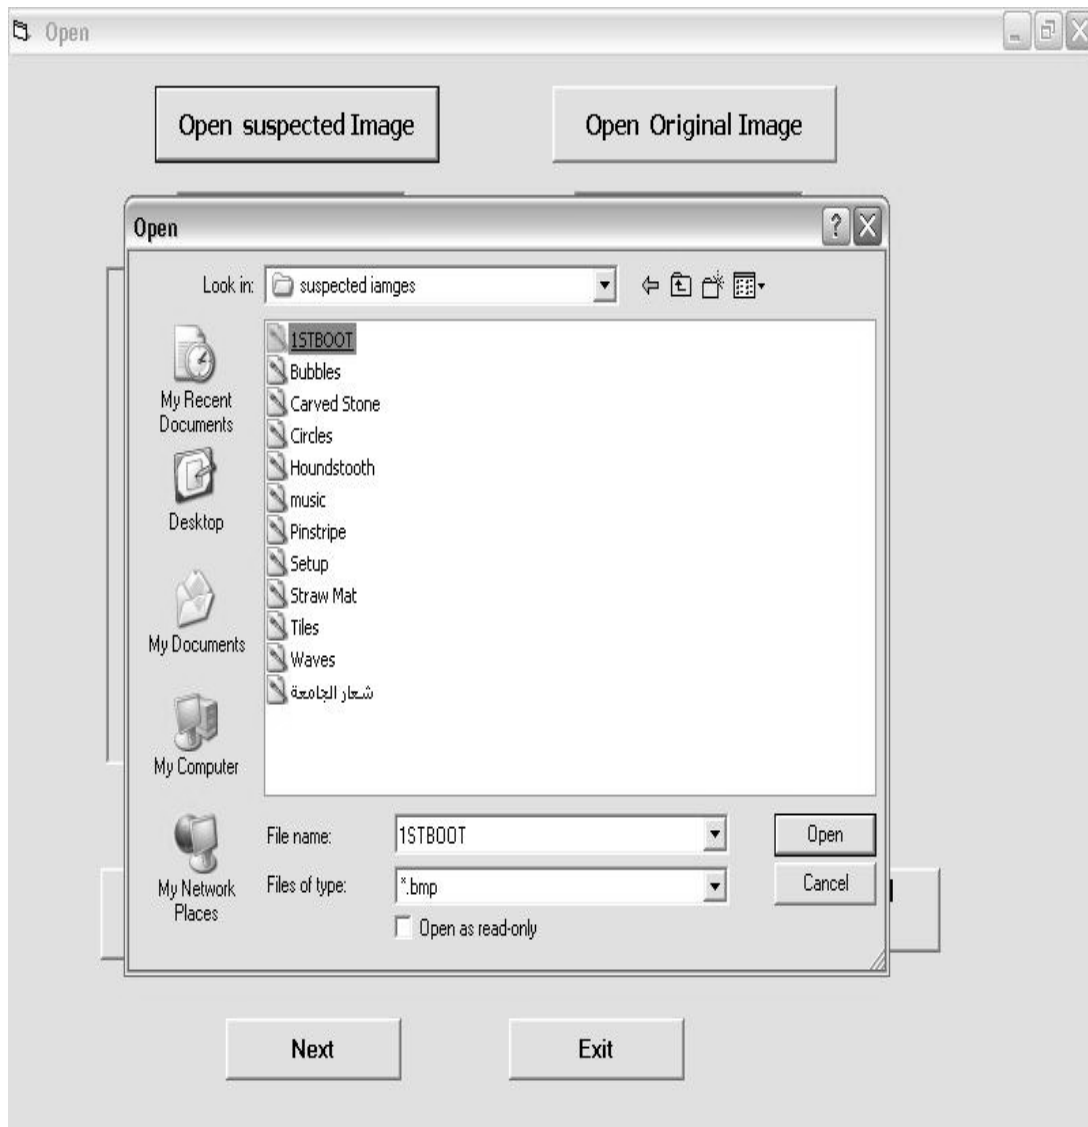 Open
Open suspected Image
Open Original Image
Open
?
Look in:
suspected iamges
1STBOOT
Bubbles
Carved Stone
Circles
Houndstooth
music
Pinstripe
Setup
Straw Mat
Tiles
Waves
شعار الجامعة
My Recent
Documents
Desktop
My Documents
My Computer
My Network
Places
File name:
1STBOOT
Open
Files of type:
*.bmp
Cancel
Open as read-only
Next
Exit